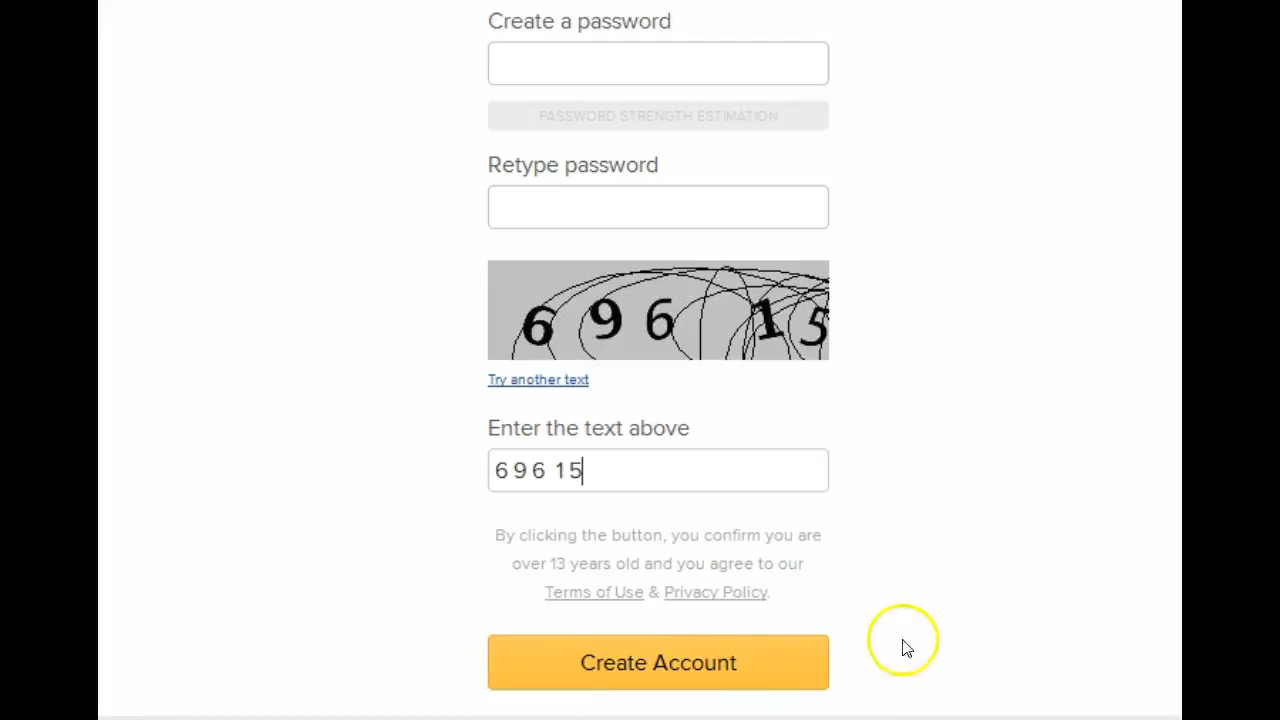 Create a password
PASSWORD STRENGTH ESTIMATION
Retype password
6 9 6 1 5
Try another text
Enter the text above
6 9 6 1 5
By clicking the button, you confirm you are
over 13 years old and you agree to our
Terms of Use & Privacy Policy.
Create Account